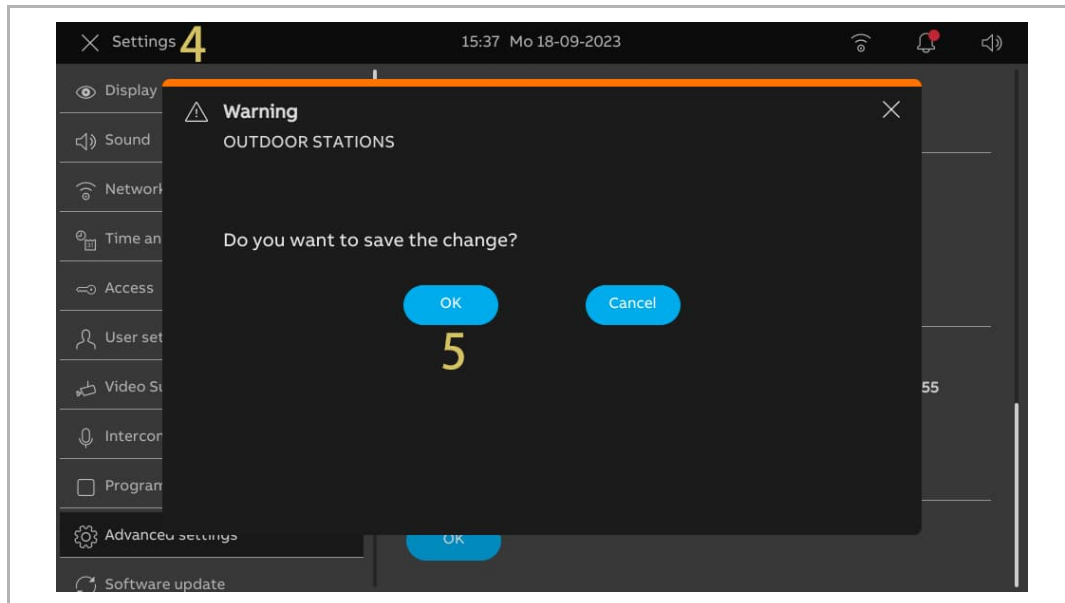 Settings 4
15:37 Mo 18-09-2023
Display
Warning
OUTDOOR STATIONS
Sound
Network
Time an
Do you want to save the change?
Access
OK
Cancel
User set
5
Video Su
55
Intercor
Program
Advanced settings
OK
Software update